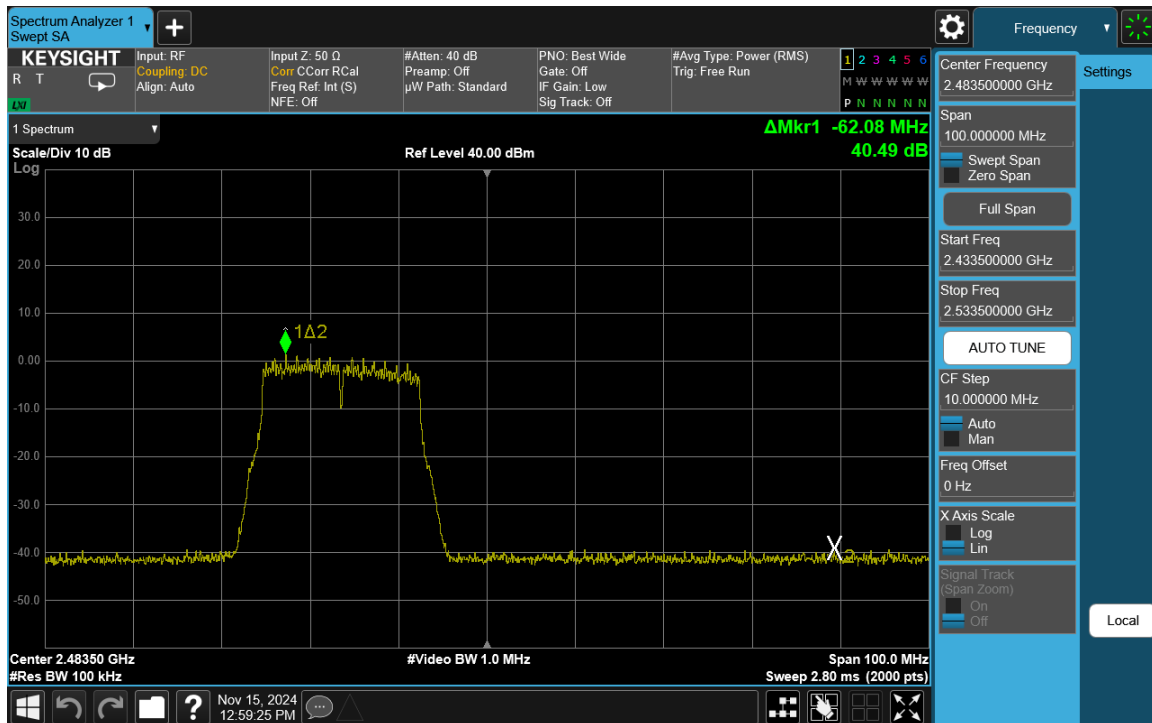 Spectrum Analyzer 1
Swept SA
+
Frequency
KEYSIGHT
R T
LXI
Input: RF
Coupling: DC
Align: Auto
Input Z: 50 Ω
Corr CCorr RCal
Freq Ref: Int (S)
NFE: Off
#Atten: 40 dB
Preamp: Off
µW Path: Standard
PNO: Best Wide
Gate: Off
IF Gain: Low
Sig Track: Off
#Avg Type: Power (RMS)
Trig: Free Run
1 2 3 4 5 6
M W W W W W
P N N N N N
1 Spectrum
Scale/Div 10 dB
Log
Ref Level 40.00 dBm
ΔMkr1 -62.08 MHz
40.49 dB
30.0
20.0
10.0
0.00
-10.0
-20.0
-30.0
-40.0
-50.0
1Δ2
X2
Center 2.48350 GHz
#Res BW 100 kHz
#Video BW 1.0 MHz
Span 100.0 MHz
Sweep 2.80 ms (2000 pts)
Center Frequency
2.483500000 GHz
Span
100.000000 MHz
Swept Span
Zero Span
Full Span
Start Freq
2.433500000 GHz
Stop Freq
2.533500000 GHz
AUTO TUNE
CF Step
10.000000 MHz
Auto
Man
Freq Offset
0 Hz
X Axis Scale
Log
Lin
Signal Track
(Span Zoom)
On
Off
Settings
Local
?
Nov 15, 2024
12:59:25 PM